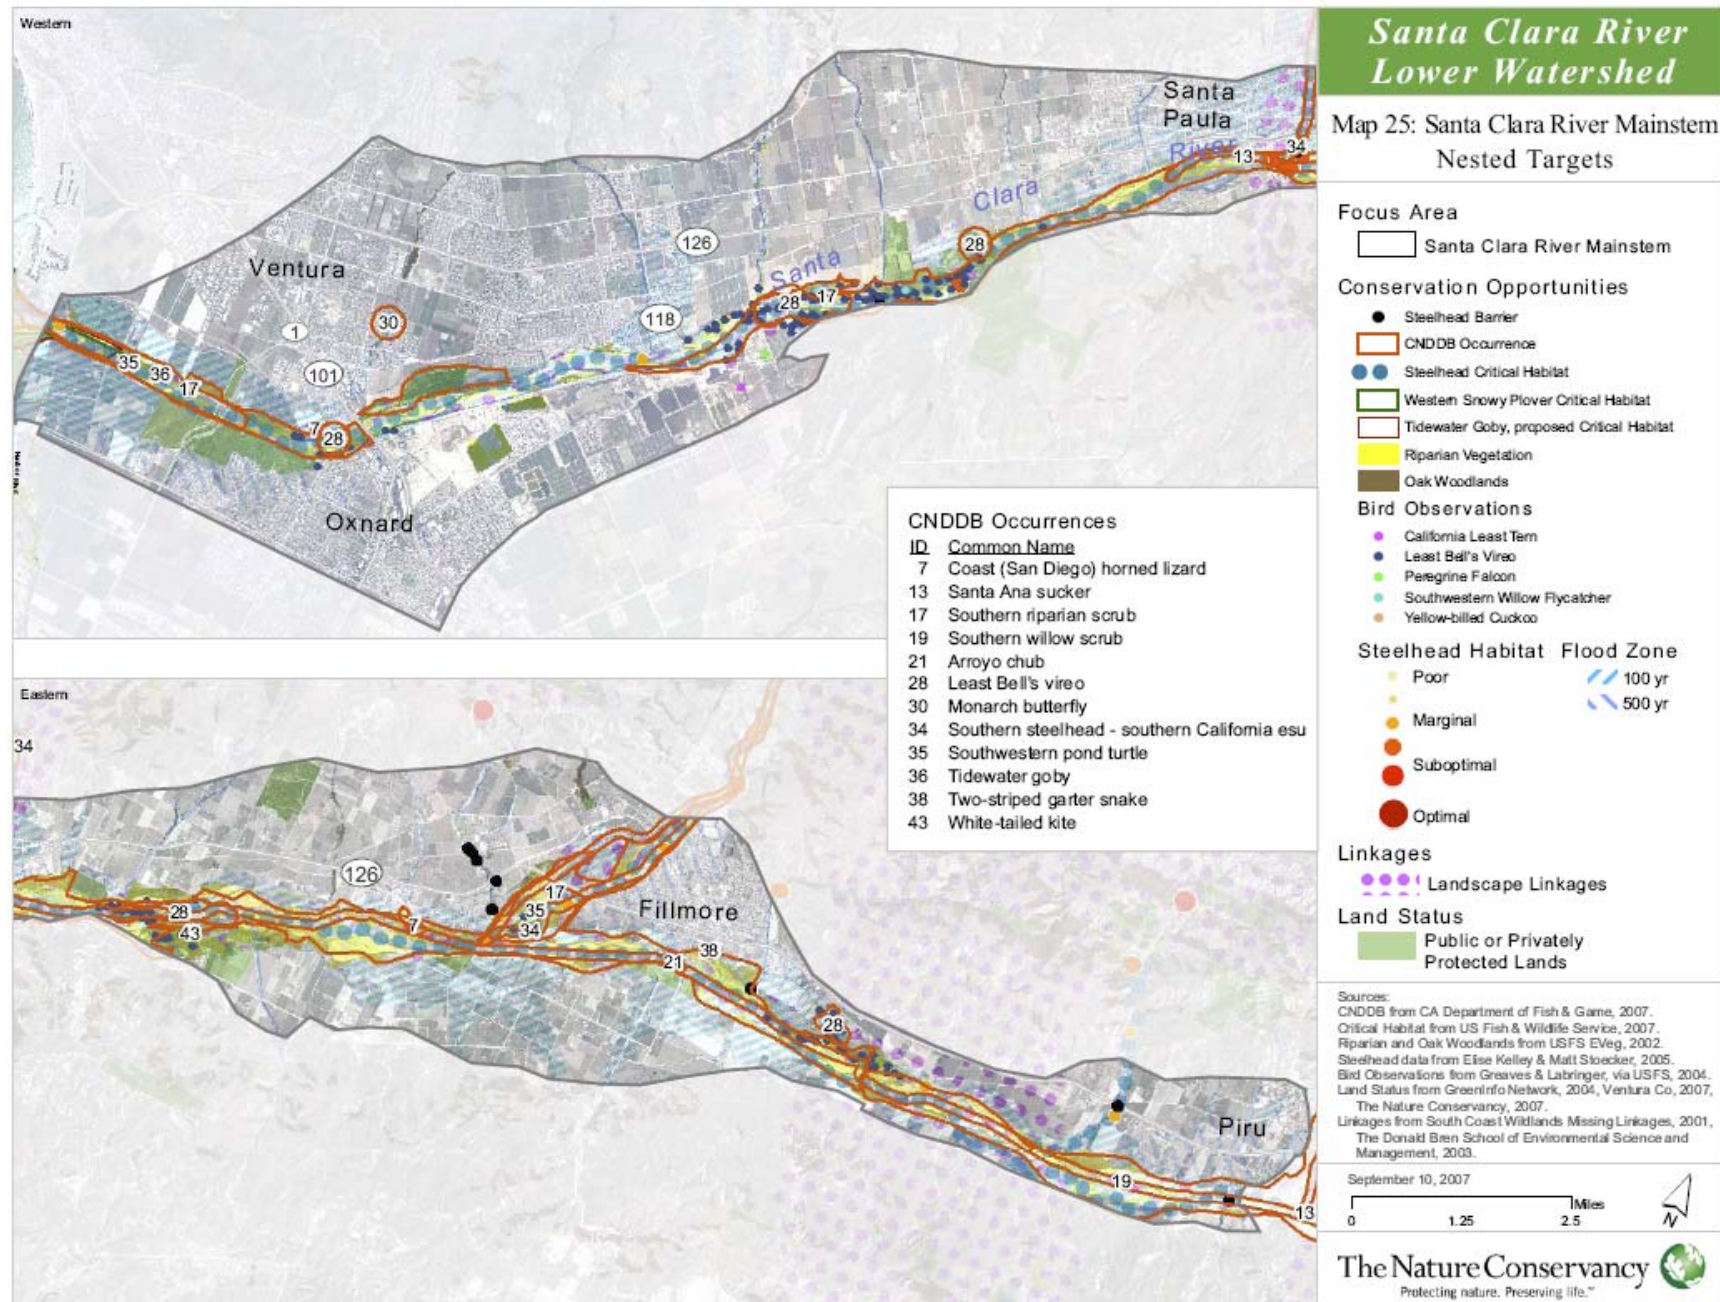 Western
Santa Clara River
Lower Watershed
Map 25: Santa Clara River Mainstem
Nested Targets
Focus Area
Santa Clara River Mainstem
Conservation Opportunities
Steelhead Barrier
CNDDB Occurrence
Steelhead Critical Habitat
Western Snowy Plover Critical Habitat
Tidewater Goby, proposed Critical Habitat
Riparian Vegetation
Oak Woodlands
Bird Observations
California Least Tern
Least Bell's Vireo
Peregrine Falcon
Southwestern Willow Flycatcher
Yellow-billed Cuckoo
Steelhead Habitat Flood Zone
Poor 100 yr
500 yr
Marginal
Suboptimal
Optimal
Linkages
Landscape Linkages
Land Status
Public or Privately
Protected Lands
Sources:
CNDDB from CA Department of Fish & Game, 2007.
Critical Habitat from US Fish & Wildlife Service, 2007.
Riparian and Oak Woodlands from USFS EVeg, 2002.
Steelhead data from Elise Kelley & Matt Stoecker, 2005.
Bird Observations from Greaves & Labringer, via USFS, 2004.
Land Status from GreenInfo Network, 2004, Ventura Co, 2007,
The Nature Conservancy, 2007.
Linkages from South Coast Wildlands Missing Linkages, 2001,
The Donald Bren School of Environmental Science and
Management, 2003.
September 10, 2007
Miles
0 1.25 2.5
N
The Nature Conservancy
Protecting nature. Preserving life.™
Santa
Paula
River
13
34
Clara
28
126
Santa
28 17
118
Ventura
30
1
101
35
36
17
7
28
Oxnard
CNDDB Occurrences
ID Common Name
7 Coast (San Diego) horned lizard
13 Santa Ana sucker
17 Southern riparian scrub
19 Southern willow scrub
21 Arroyo chub
28 Least Bell's vireo
30 Monarch butterfly
34 Southern steelhead - southern California esu
35 Southwestern pond turtle
36 Tidewater goby
38 Two-striped garter snake
43 White-tailed kite
Eastern
34
126
17
35
34
Fillmore
28
43
7
38
21
28
Piru
19
13